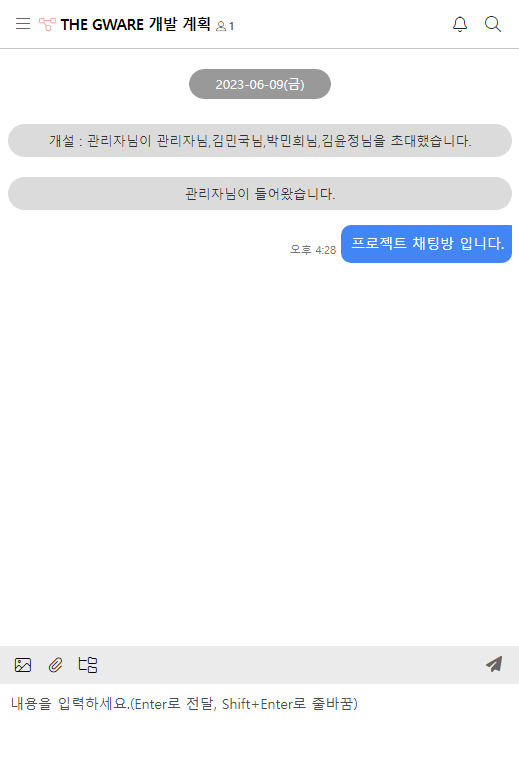 THE GWARE 개발 계획 1
2023-06-09(금)
개설 : 관리자님이 관리자님,김민국님,박민희님,김윤정님을 초대했습니다.
관리자님이 들어왔습니다.
오후 4:28 프로젝트 채팅방 입니다.
내용을 입력하세요.(Enter로 전달, Shift+Enter로 줄바꿈)